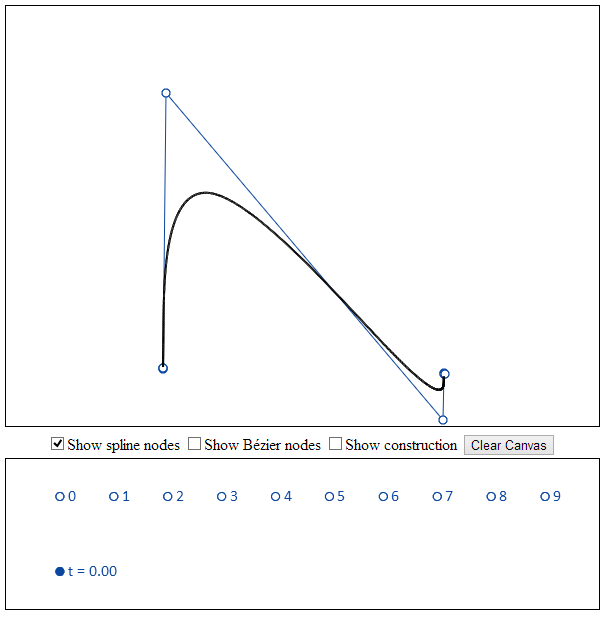 Show spline nodes Show Bézier nodes Show construction Clear Canvas
0 1 2 3 4 5 6 7 8 9
t = 0.00